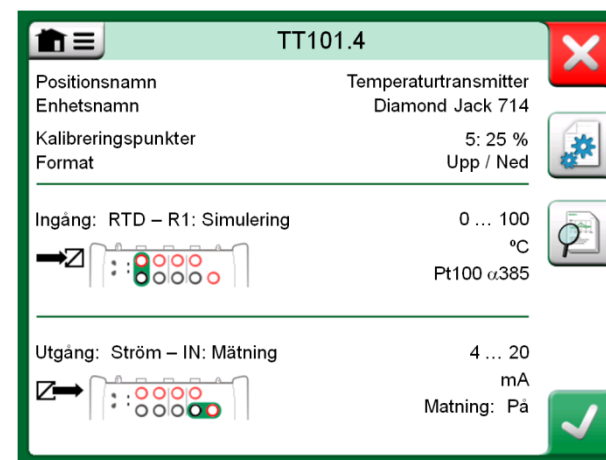 TT101.4
Positionsnamn Temperaturtransmitter
Enhetsnamn Diamond Jack 714
Kalibreringspunkter 5: 25 %
Format Upp / Ned
Ingång: RTD – R1: Simulering 0 ... 100
ºC
Pt100 α385
Utgång: Ström – IN: Mätning 4 ... 20
mA
Matning: På